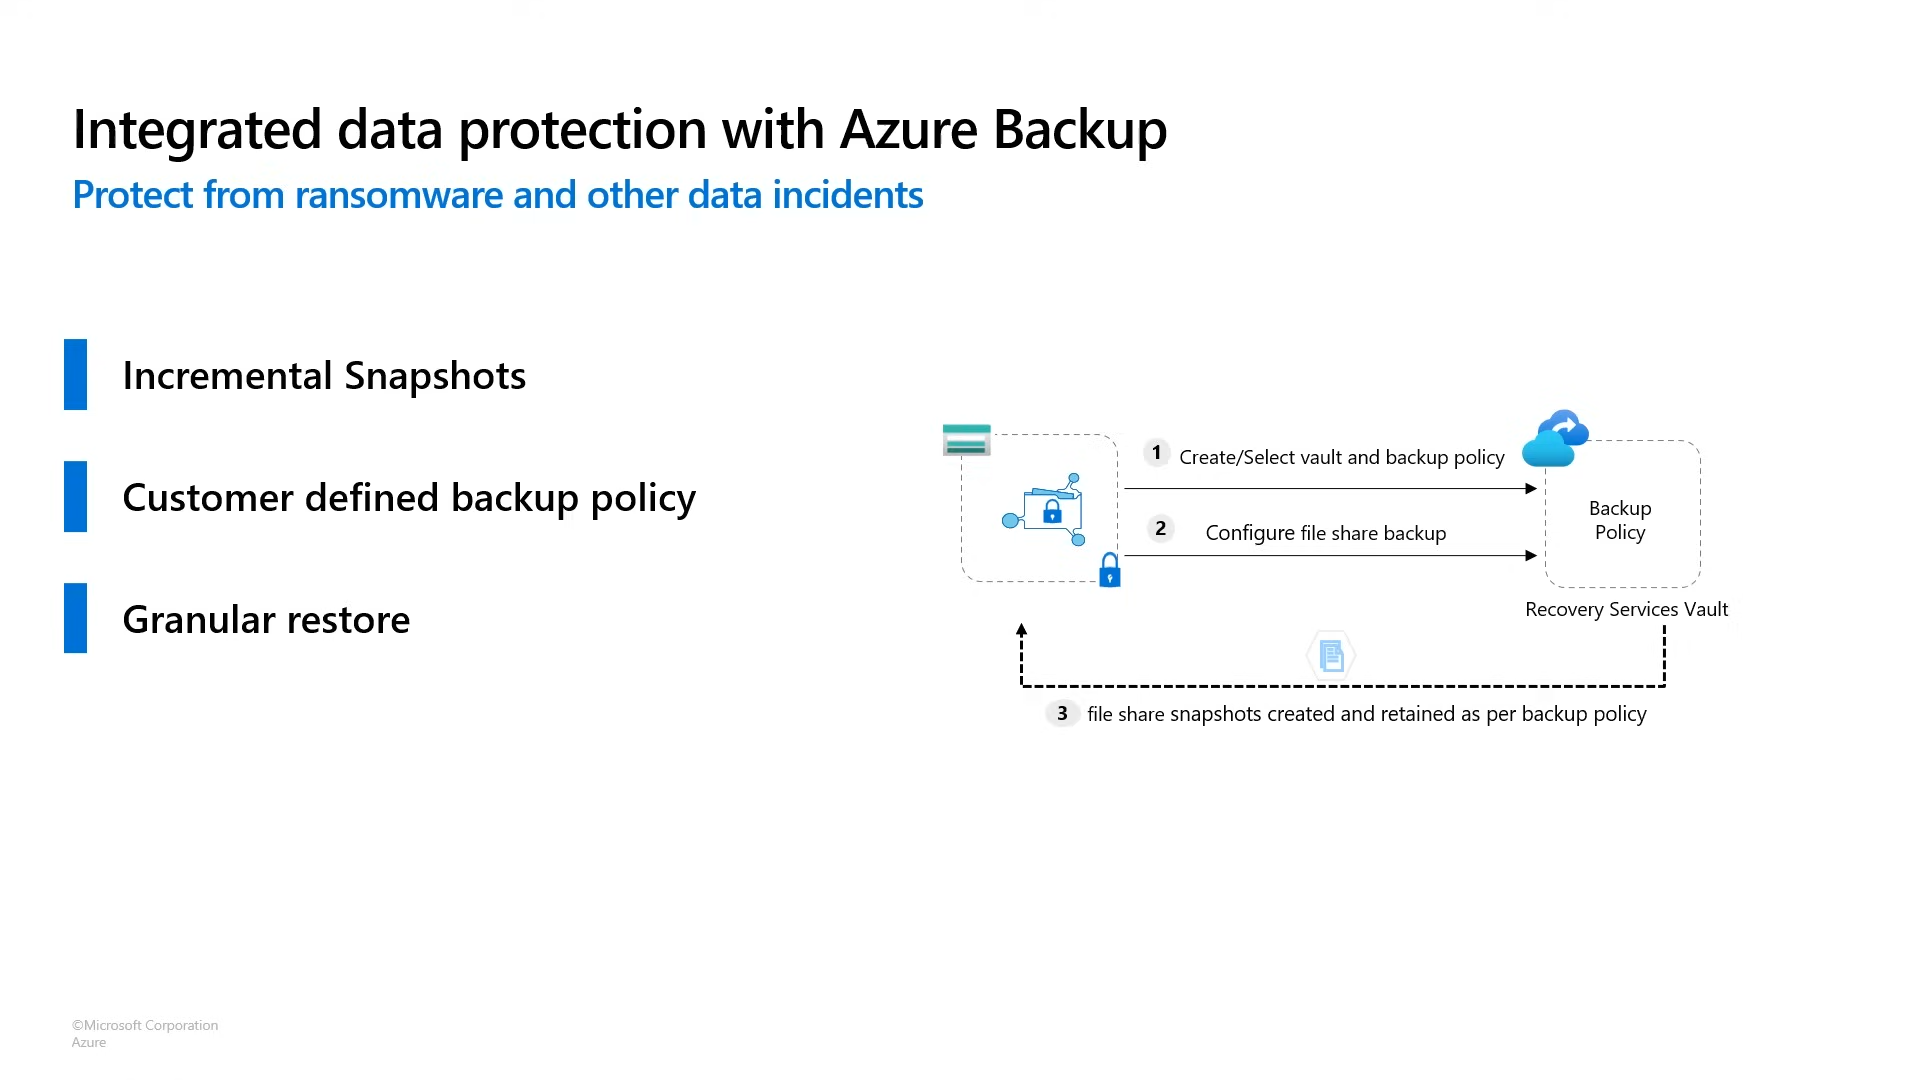 Integrated data protection with Azure Backup
Protect from ransomware and other data incidents
Incremental Snapshots
Customer defined backup policy
Granular restore
1 Create/Select vault and backup policy
2 Configure file share backup
Backup
Policy
Recovery Services Vault
3 file share snapshots created and retained as per backup policy
©Microsoft Corporation
Azure